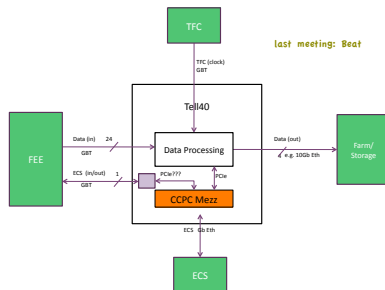 TFC
last meeting: Beat
TFC (clock)
GBT
Tell40
Data (in) 24
GBT
FEE
Data Processing
Data (out)
e.g. 10Gb Eth
Farm/
Storage
ECS (in/out) 1
GBT
PCIe???
PCIe
CCPC Mezz
ECS Gb Eth
ECS